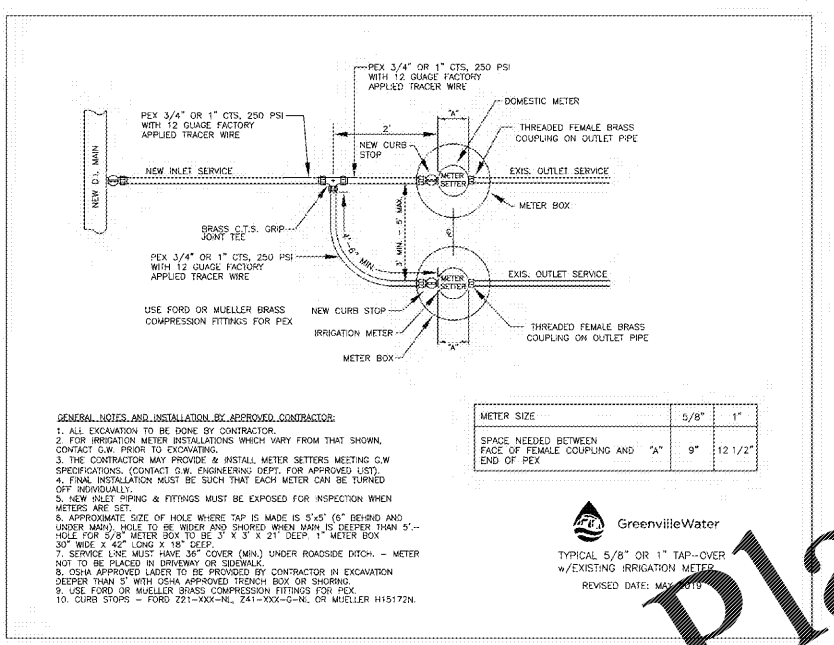 PEX 3/4" OR 1" CTS, 250 PSI
WITH 12 GUAGE FACTORY
APPLIED TRACER WIRE
PEX 3/4" OR 1" CTS, 250 PSI
WITH 12 GUAGE FACTORY
APPLIED TRACER WIRE
"A"
DOMESTIC METER
2'
THREADED FEMALE BRASS
COUPLING ON OUTLET PIPE
NEW CURB
STOP
NEW D.I. MAIN
NEW INLET SERVICE
METER
SETTER
EXIS. OUTLET SERVICE
METER BOX
BRASS C.T.S. GRIP
JOINT TEE
4'-6" MIN.
3' MIN. - 5' MAX.
PEX 3/4" OR 1" CTS, 250 PSI
WITH 12 GUAGE FACTORY
APPLIED TRACER WIRE
METER
SETTER
EXIS. OUTLET SERVICE
USE FORD OR MUELLER BRASS
COMPRESSION FITTINGS FOR PEX
NEW CURB STOP
IRRIGATION METER
METER BOX
THREADED FEMALE BRASS
COUPLING ON OUTLET PIPE
"A"
GENERAL NOTES AND INSTALLATION BY APPROVED CONTRACTOR:
1. ALL EXCAVATION TO BE DONE BY CONTRACTOR.
2. FOR IRRIGATION METER INSTALLATIONS WHICH VARY FROM THAT SHOWN,
CONTACT G.W. PRIOR TO EXCAVATING.
3. THE CONTRACTOR MAY PROVIDE & INSTALL METER SETTERS MEETING G.W
SPECIFICATIONS. (CONTACT G.W. ENGINEERING DEPT. FOR APPROVED LIST).
4. FINAL INSTALLATION MUST BE SUCH THAT EACH METER CAN BE TURNED
OFF INDIVIDUALLY.
5. NEW INLET PIPING & FITTINGS MUST BE EXPOSED FOR INSPECTION WHEN
METERS ARE SET.
6. APPROXIMATE SIZE OF HOLE WHERE TAP IS MADE IS 5'x5' (6" BEHIND AND
UNDER MAIN). HOLE TO BE WIDER AND SHORED WHEN MAIN IS DEEPER THAN 5'.-
HOLE FOR 5/8" METER BOX TO BE 3' X 3' X 21' DEEP. 1" METER BOX
30" WIDE X 42" LONG X 18" DEEP.
7. SERVICE LINE MUST HAVE 36" COVER (MIN.) UNDER ROADSIDE DITCH. - METER
NOT TO BE PLACED IN DRIVEWAY OR SIDEWALK.
8. OSHA APPROVED LADER TO BE PROVIDED BY CONTRACTOR IN EXCAVATION
DEEPER THAN 5' WITH OSHA APPROVED TRENCH BOX OR SHORING.
9. USE FORD OR MUELLER BRASS COMPRESSION FITTINGS FOR PEX.
10. CURB STOPS - FORD Z21-XXX-NL, Z41-XXX-G-NL OR MUELLER H15172N.
METER SIZE 5/8" 1"
SPACE NEEDED BETWEEN
FACE OF FEMALE COUPLING AND "A" 9" 12 1/2"
END OF PEX
GreenvilleWater
TYPICAL 5/8" OR 1" TAP-OVER
w/EXISTING IRRIGATION METER
REVISED DATE: MAY 2019
Pla